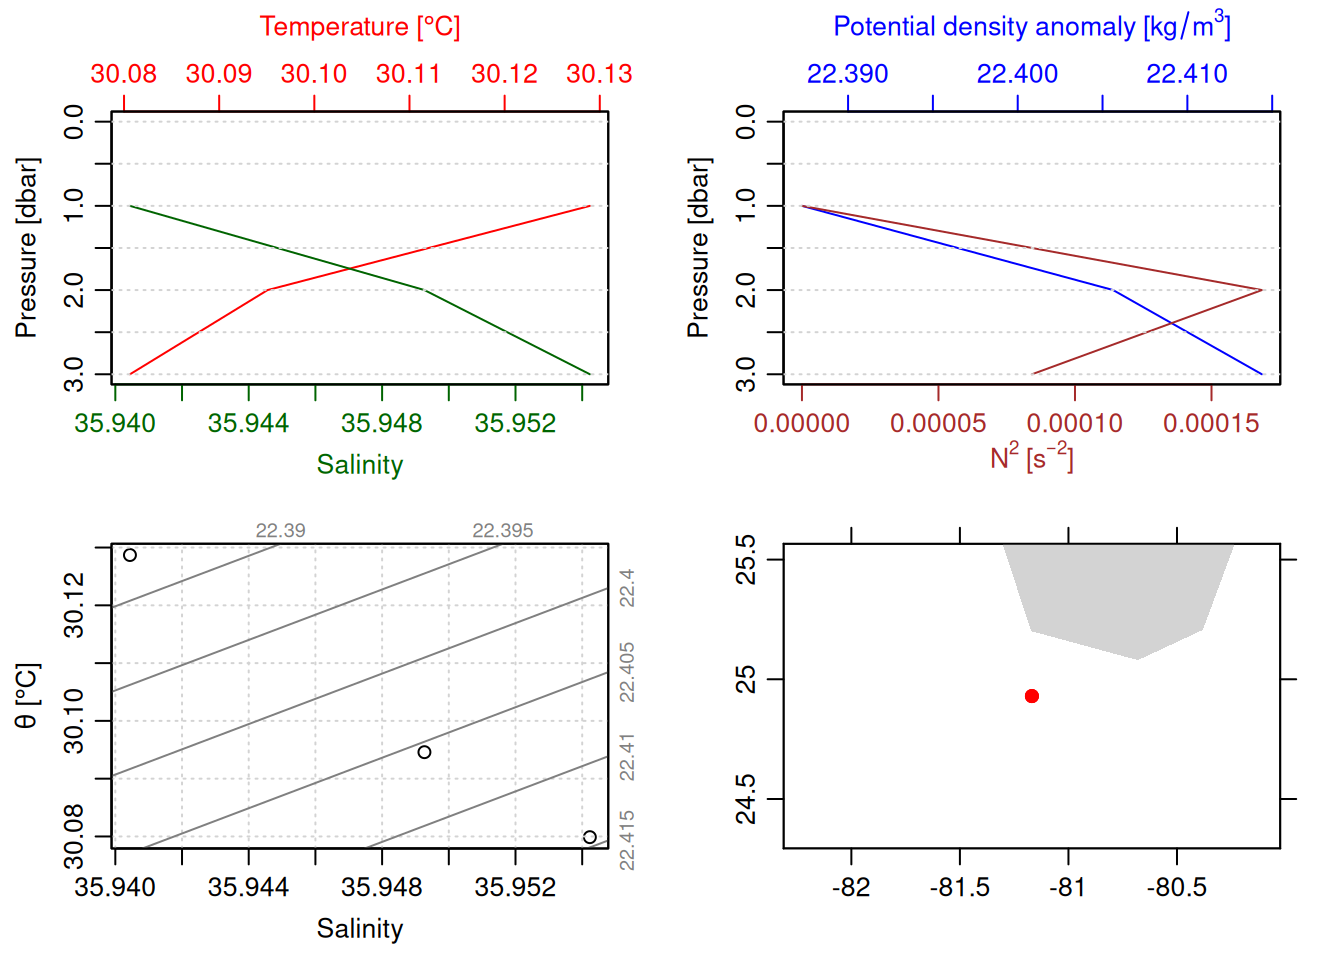 Temperature [°C]
30.08 30.09 30.10 30.11 30.12 30.13
Pressure [dbar]
0.0
1.0
2.0
3.0
35.940 35.944 35.948 35.952
Salinity
Potential density anomaly [kg/m³]
22.390 22.400 22.410
Pressure [dbar]
0.0
1.0
2.0
3.0
0.00000 0.00005 0.00010 0.00015
N² [s⁻²]
22.39 22.395
22.4
22.405
22.41
22.415
θ [°C]
30.12
30.10
30.08
35.940 35.944 35.948 35.952
Salinity
25.5
25
24.5
-82 -81.5 -81 -80.5